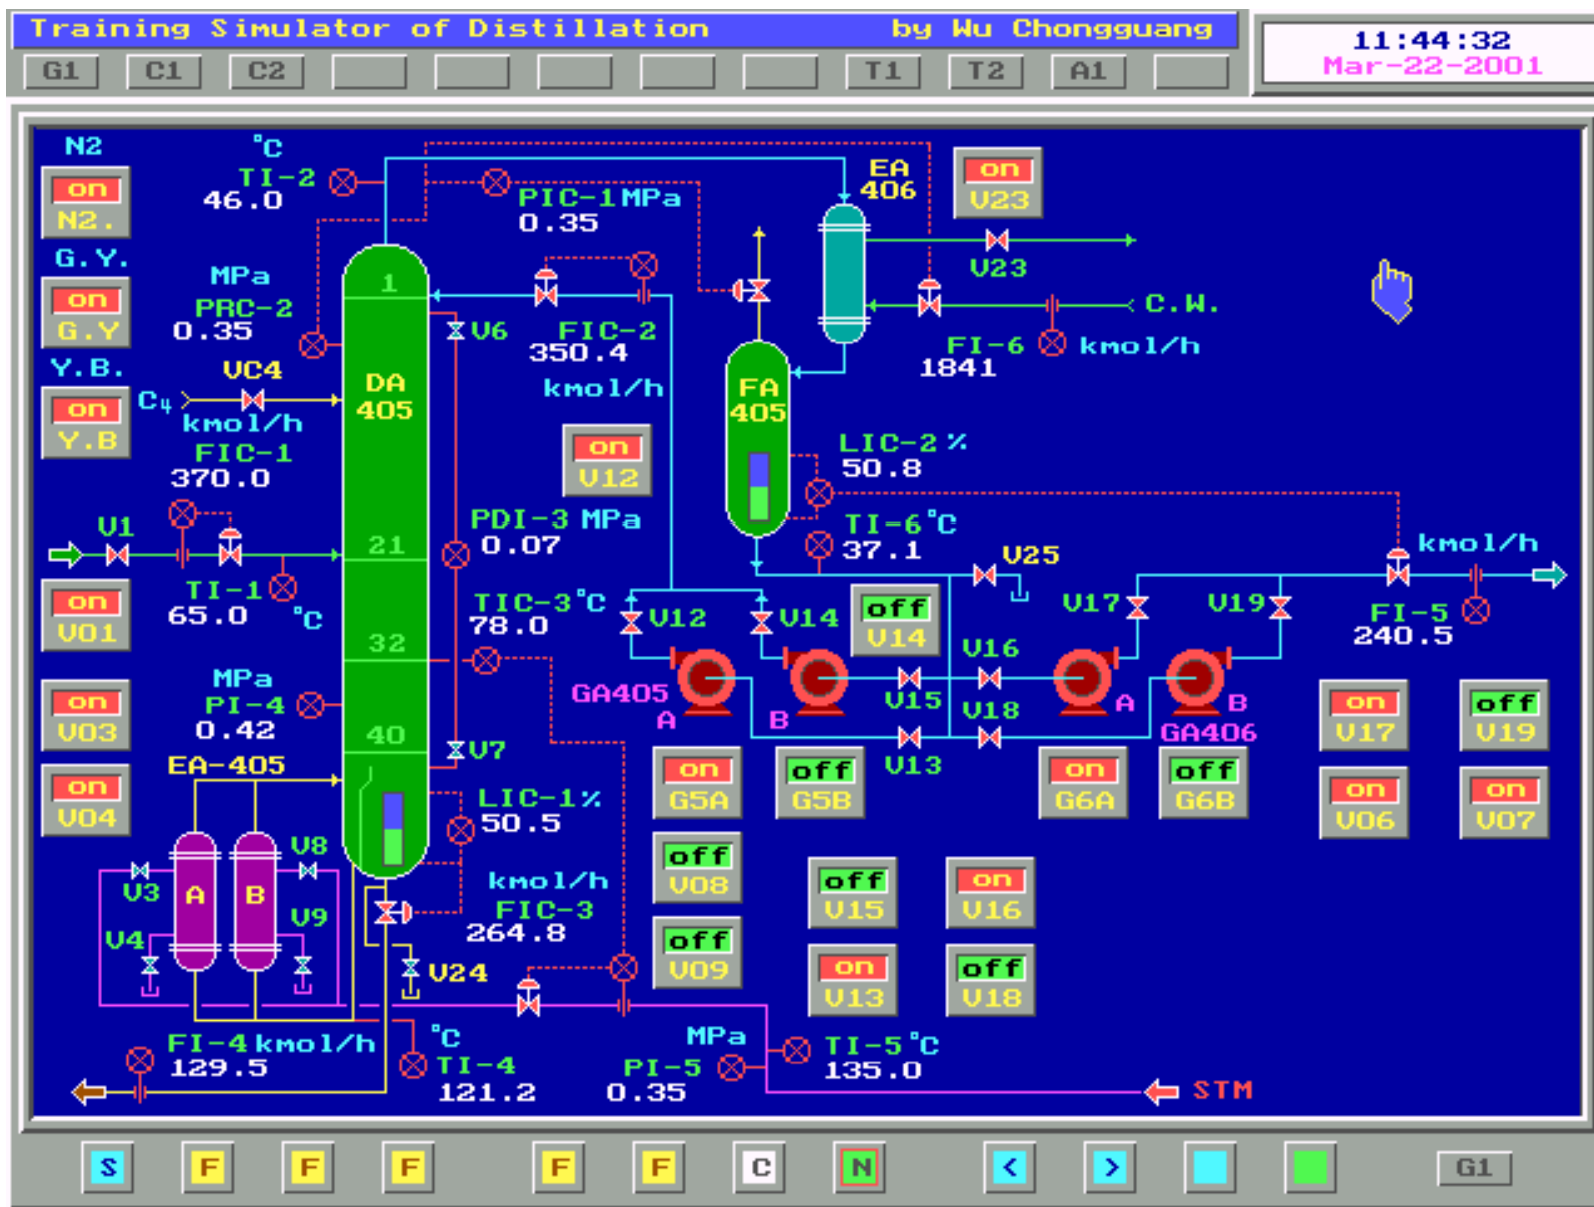 Training Simulator of Distillation by Wu Chongguang
11:44:32
Mar-22-2001
G1 C1 C2 T1 T2 A1
N2
on
N2.
G.Y.
on
G.Y
Y.B.
on
Y.B
°C
TI-2
46.0
PIC-1 MPa
0.35
EA
406
on
V23
V23
MPa
PRC-2
0.35
1
V6
FIC-2
350.4
kmol/h
C.W.
FI-6 kmol/h
1841
VC4
C4
kmol/h
FIC-1
370.0
DA
405
FA
405
on
V12
LIC-2 %
50.8
V1
21
PDI-3 MPa
0.07
TI-6 °C
37.1
V25
kmol/h
on
V01
TI-1
65.0 °C
TIC-3 °C
78.0
V12
V14
off
V14
V17
V19
FI-5
240.5
32
V16
GA405
A
B
V15
V18
A
B
GA406
on
V17
off
V19
on
V03
MPa
PI-4
0.42
40
V7
V13
on
G5A
off
G5B
on
G6A
off
G6B
on
V06
on
V07
on
V04
EA-405
LIC-1 %
50.5
V8
V3
A
B
V9
V4
kmol/h
FIC-3
264.8
V24
off
V08
off
V15
on
V16
off
V09
on
V13
off
V18
FI-4 kmol/h
129.5
°C
TI-4
121.2
MPa
PI-5
0.35
TI-5 °C
135.0
STM
S F F F F F C N < > G1